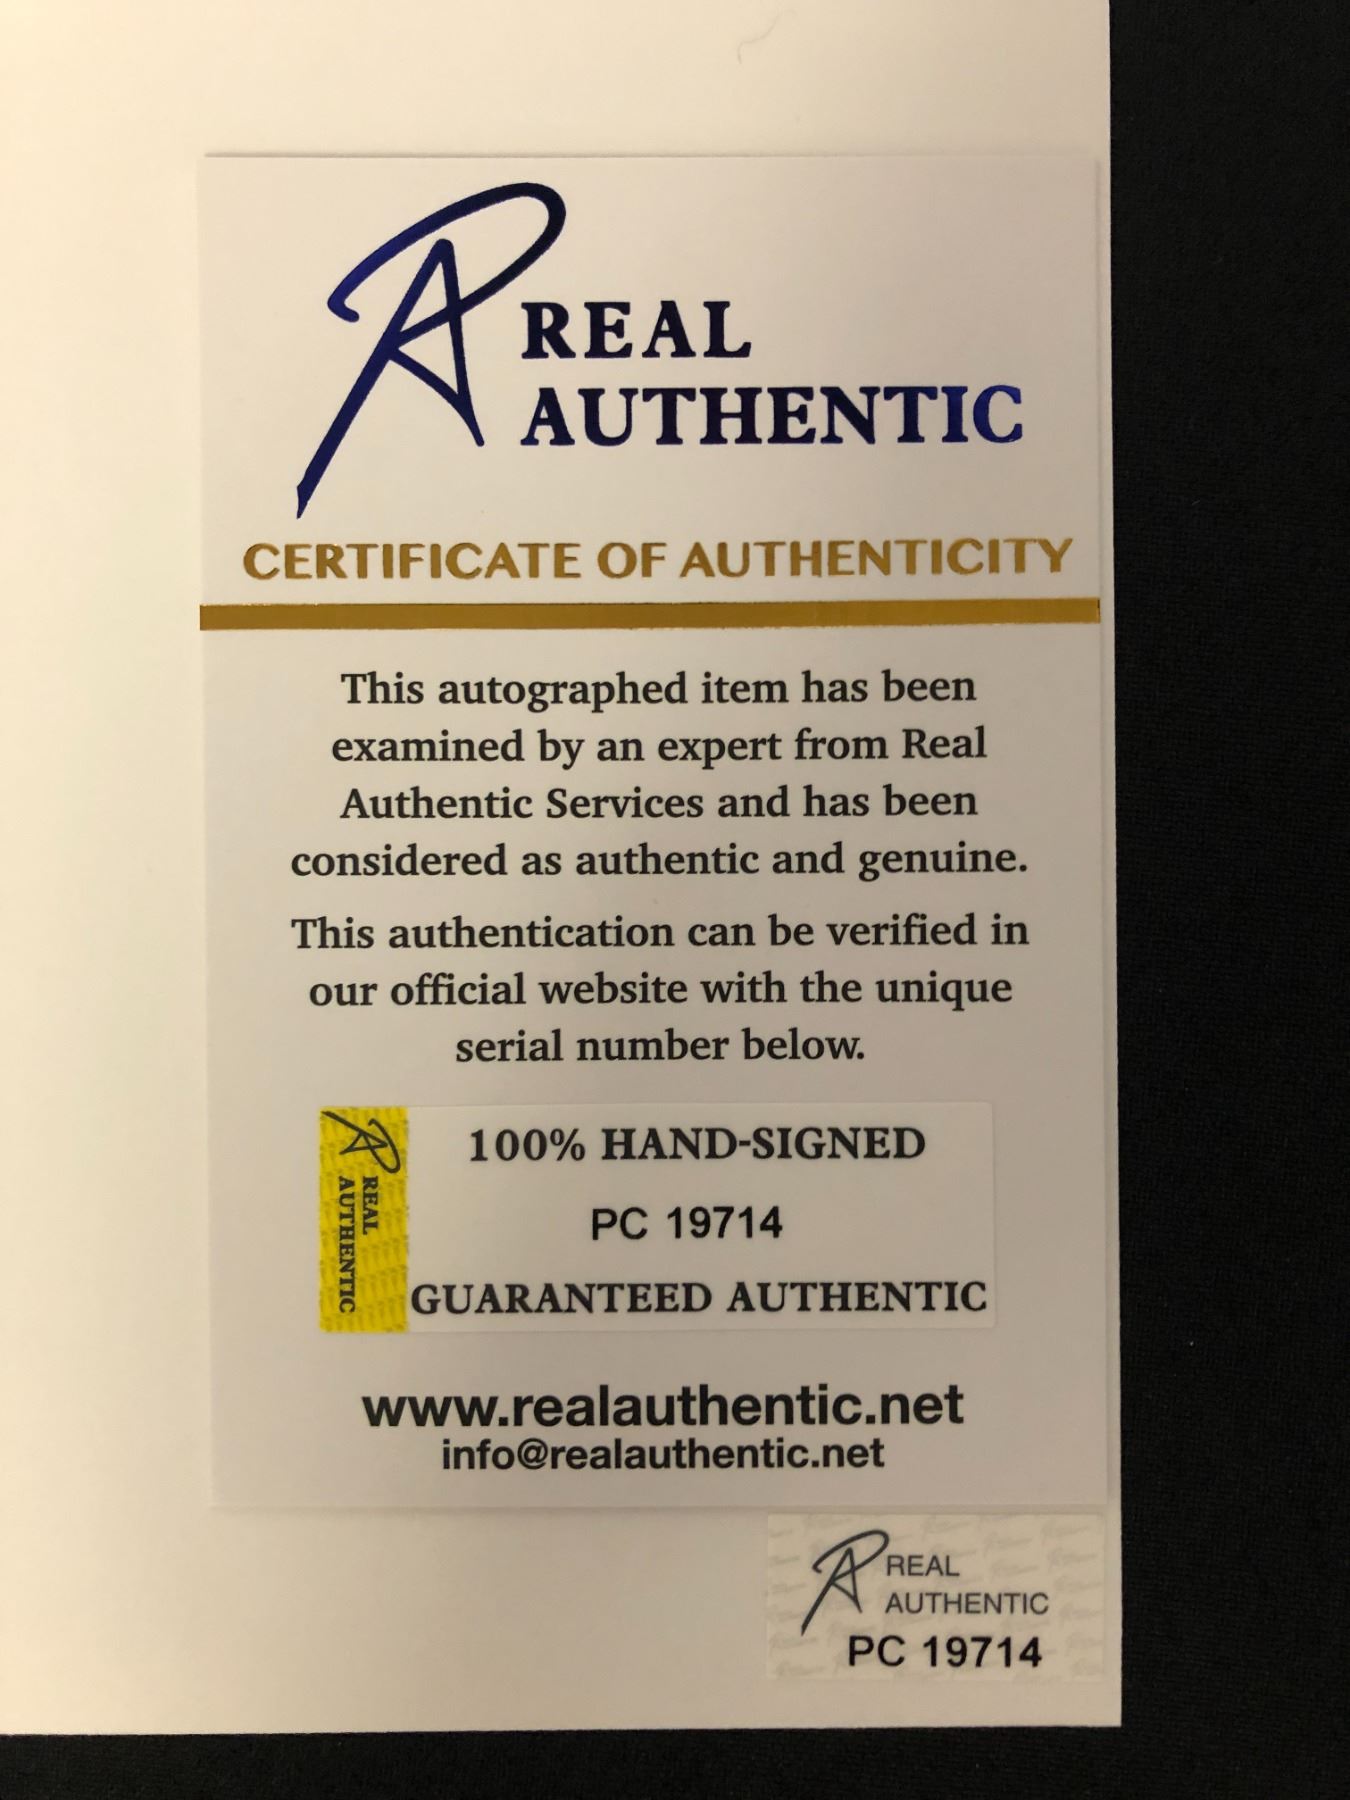 REAL
AUTHENTIC
CERTIFICATE OF AUTHENTICITY
This autographed item has been
examined by an expert from Real
Authentic Services and has been
considered as authentic and genuine.
This authentication can be verified in
our official website with the unique
serial number below.
REAL
AUTHENTIC
100% HAND-SIGNED
PC 19714
GUARANTEED AUTHENTIC
www.realauthentic.net
info@realauthentic.net
REAL
AUTHENTIC
PC 19714